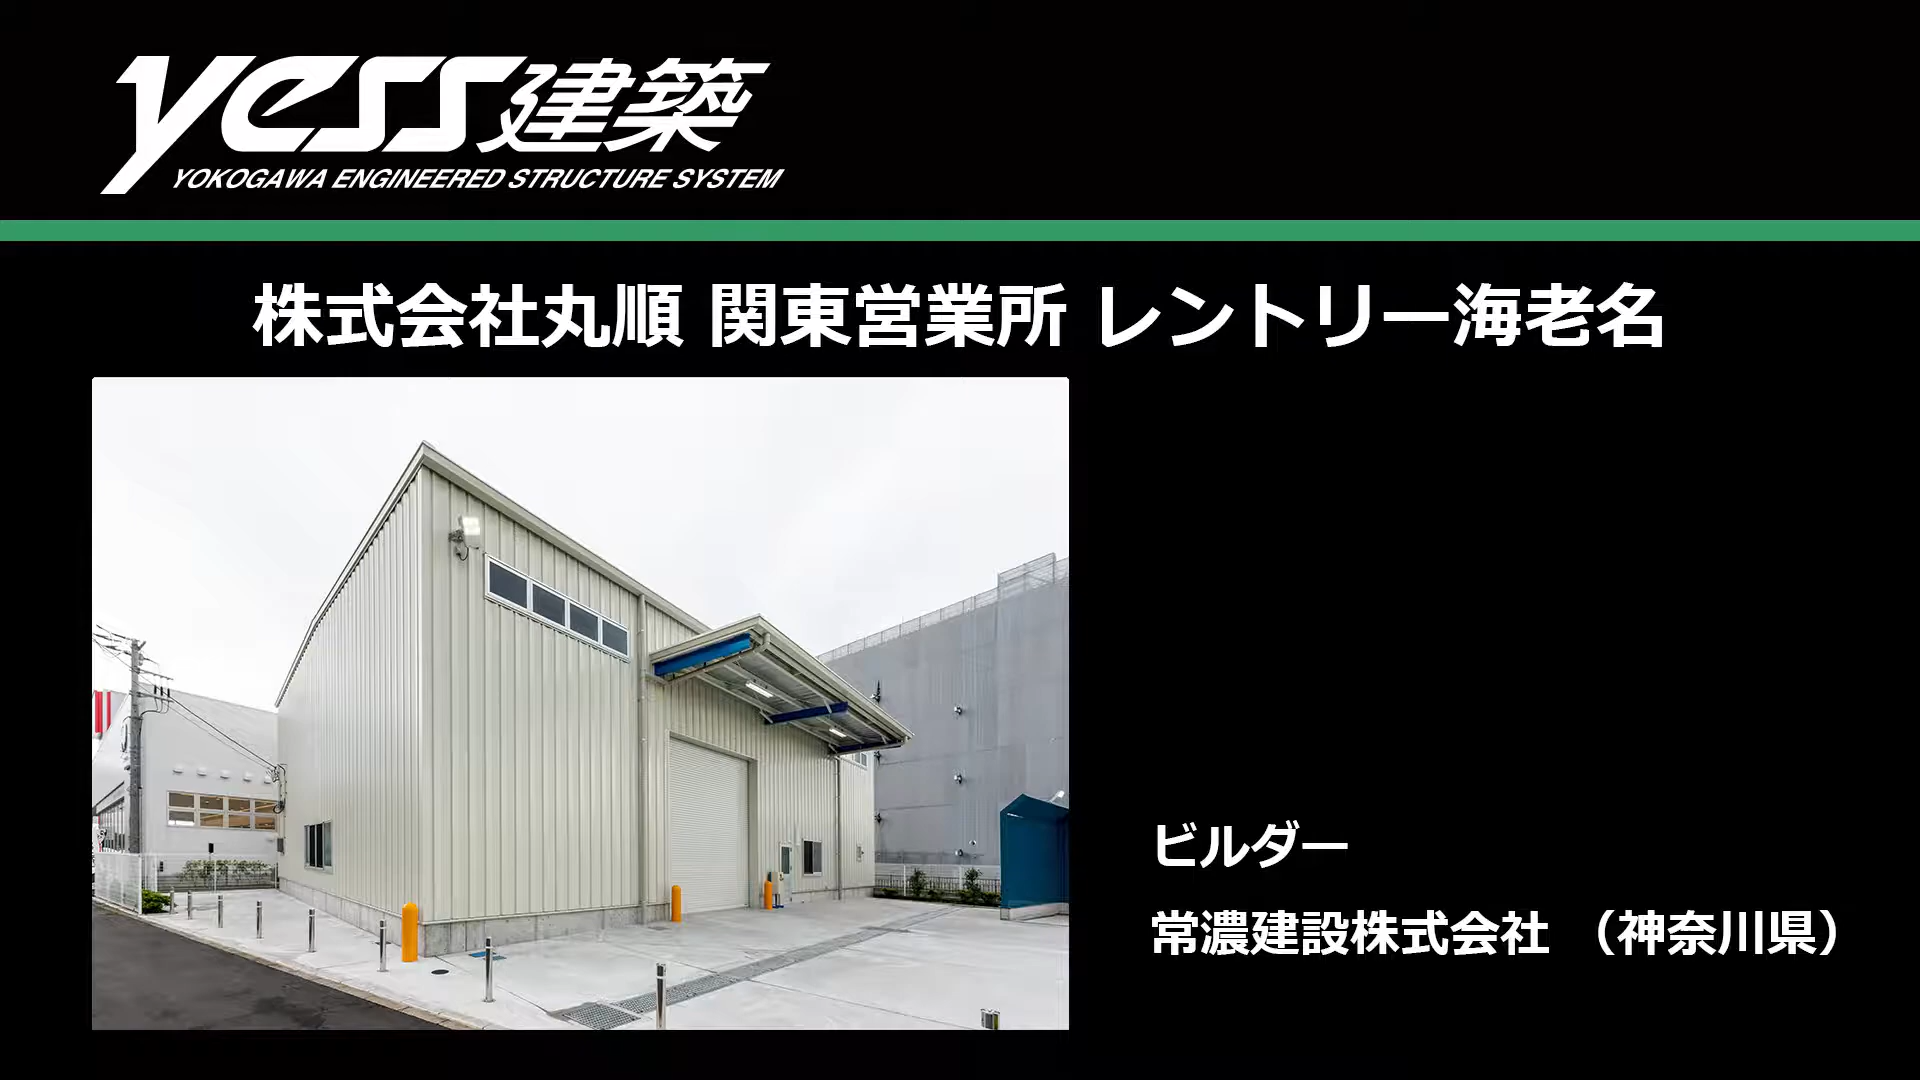 yess建築
YOKOGAWA ENGINEERED STRUCTURE SYSTEM
株式会社丸順 関東営業所 レントリー海老名
ビルダー
常濃建設株式会社 （神奈川県）